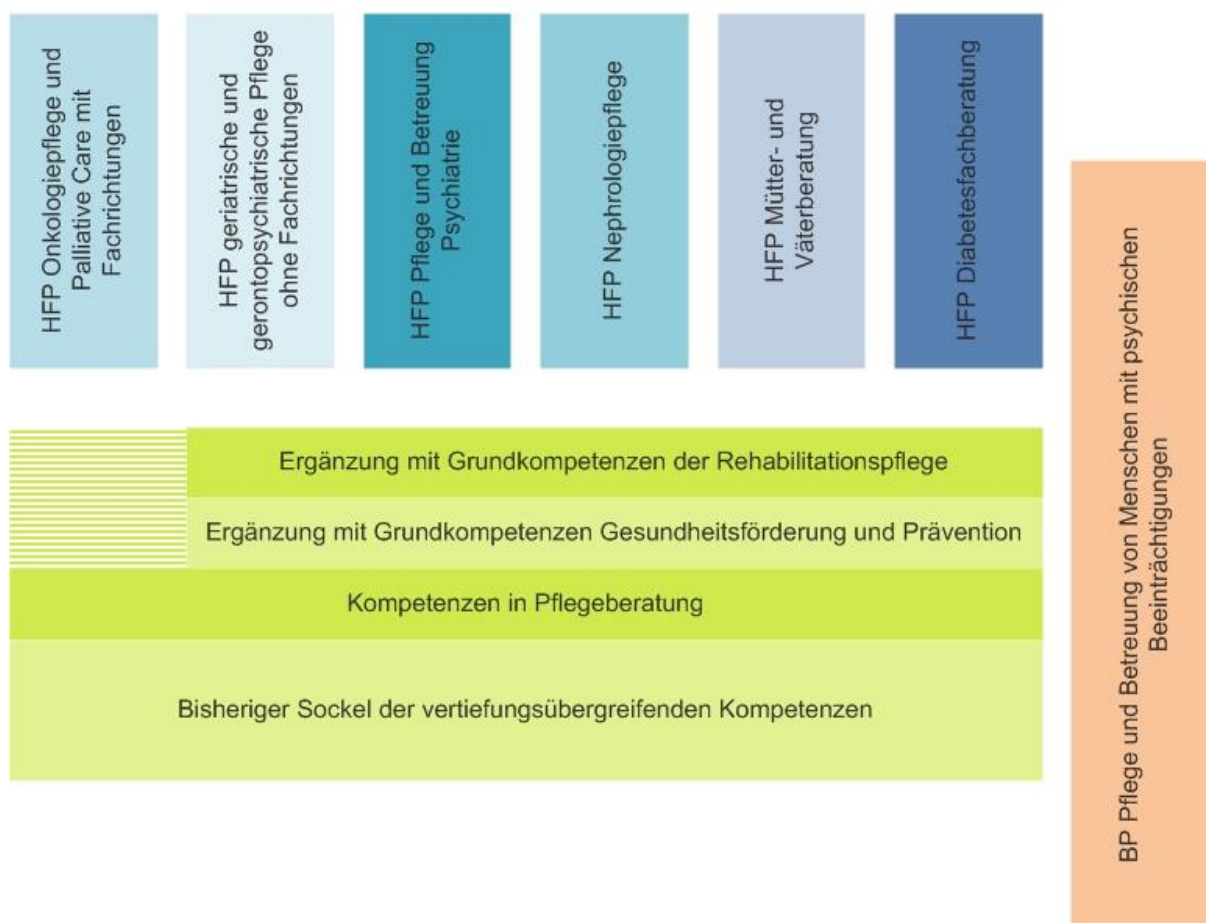 HFP Onkologiepflege und
Palliative Care mit
Fachrichtungen
HFP geriatrische und
gerontopsychiatrische Pflege
ohne Fachrichtungen
HFP Pflege und Betreuung
Psychiatrie
HFP Nephrologiepflege
HFP Mütter- und
Väterberatung
HFP Diabetesfachberatung
BP Pflege und Betreuung von Menschen mit psychischen
Beeinträchtigungen
Ergänzung mit Grundkompetenzen der Rehabilitationspflege
Ergänzung mit Grundkompetenzen Gesundheitsförderung und Prävention
Kompetenzen in Pflegeberatung
Bisheriger Sockel der vertiefungsübergreifenden Kompetenzen